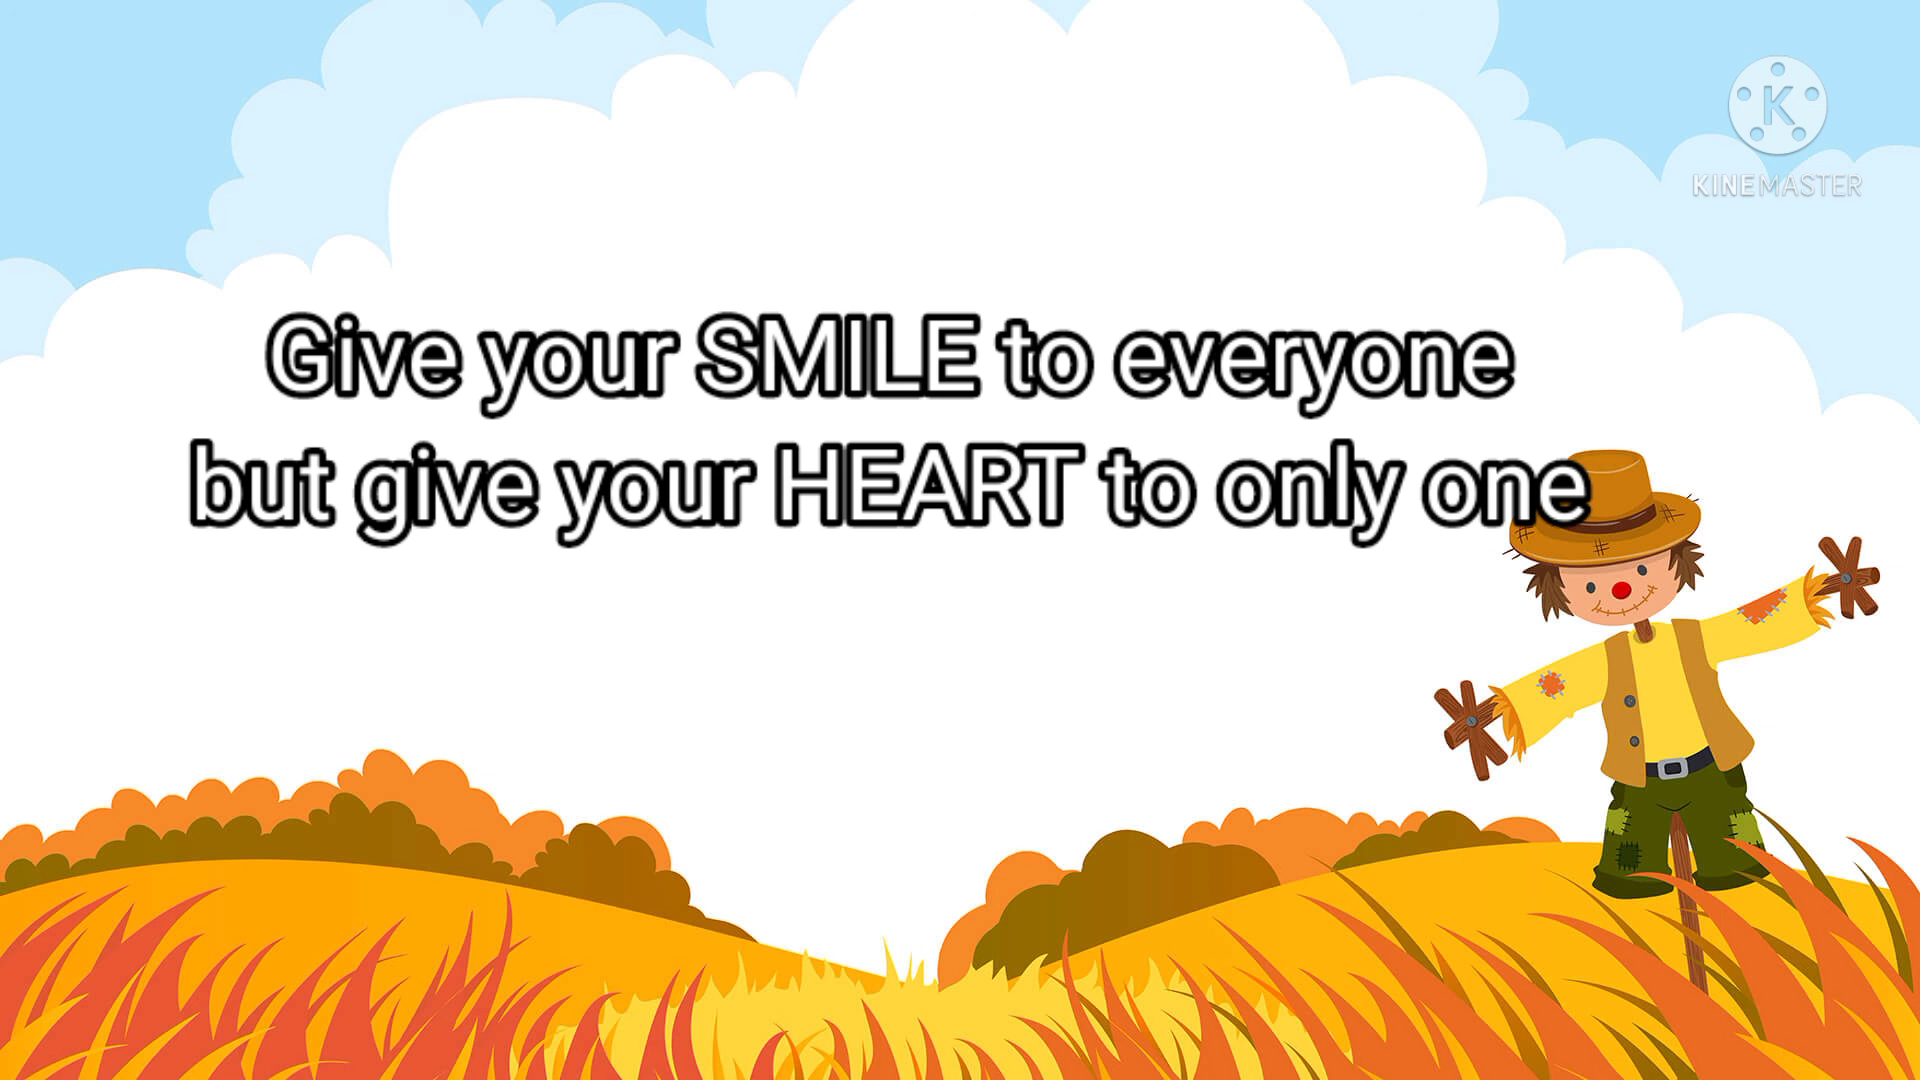 K
KINEMASTER
Give your SMILE to everyone
but give your HEART to only one